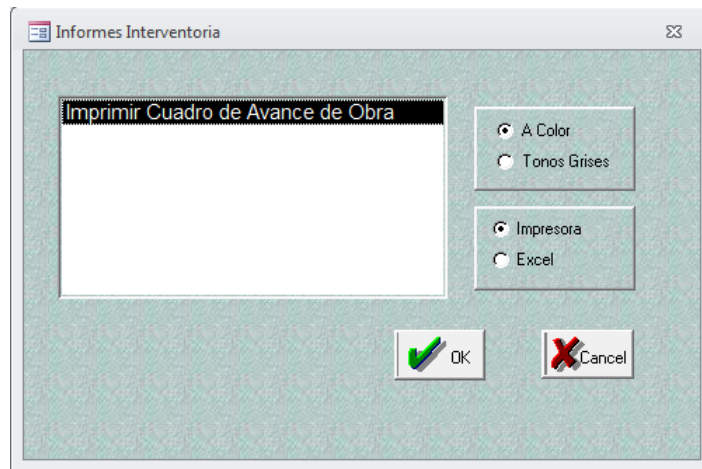 Informes Interventoria
Imprimir Cuadro de Avance de Obra
A Color
Tonos Grises
Impresora
Excel
OK
Cancel